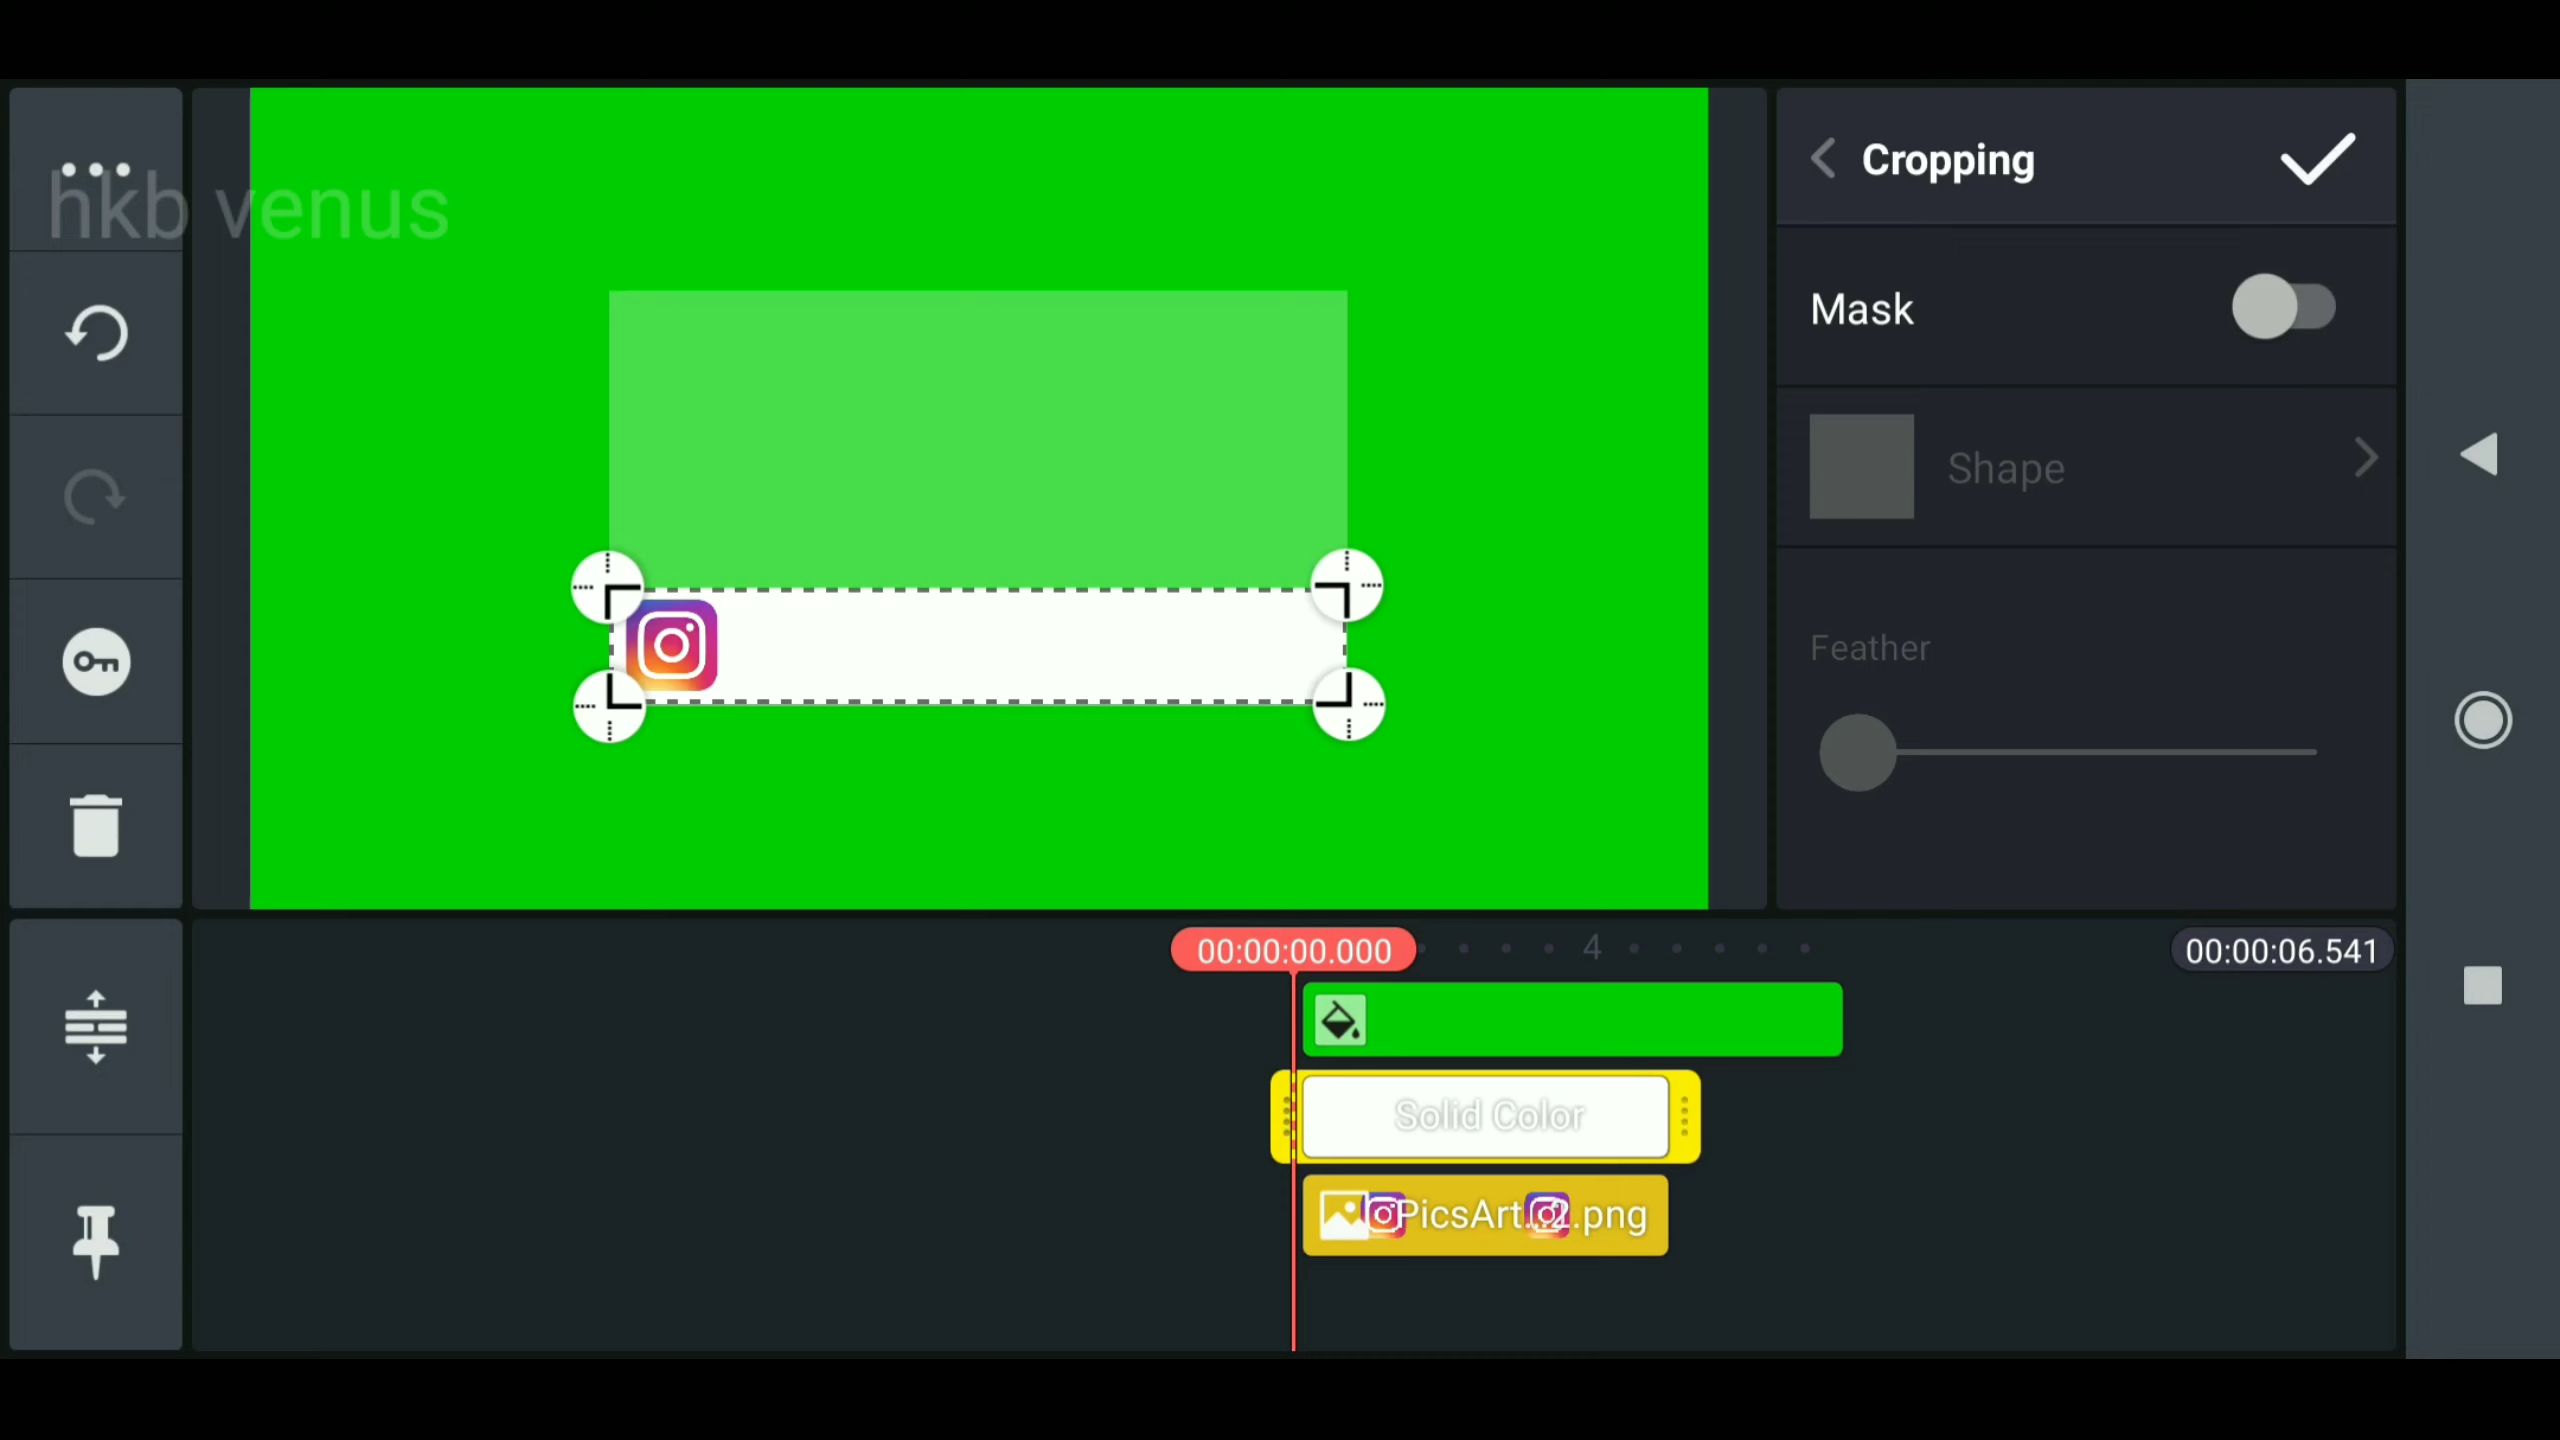 hkb venus
Cropping
Mask
Shape
Feather
00:00:00.000
4
00:00:06.541
Solid Color
PicsArt...2.png